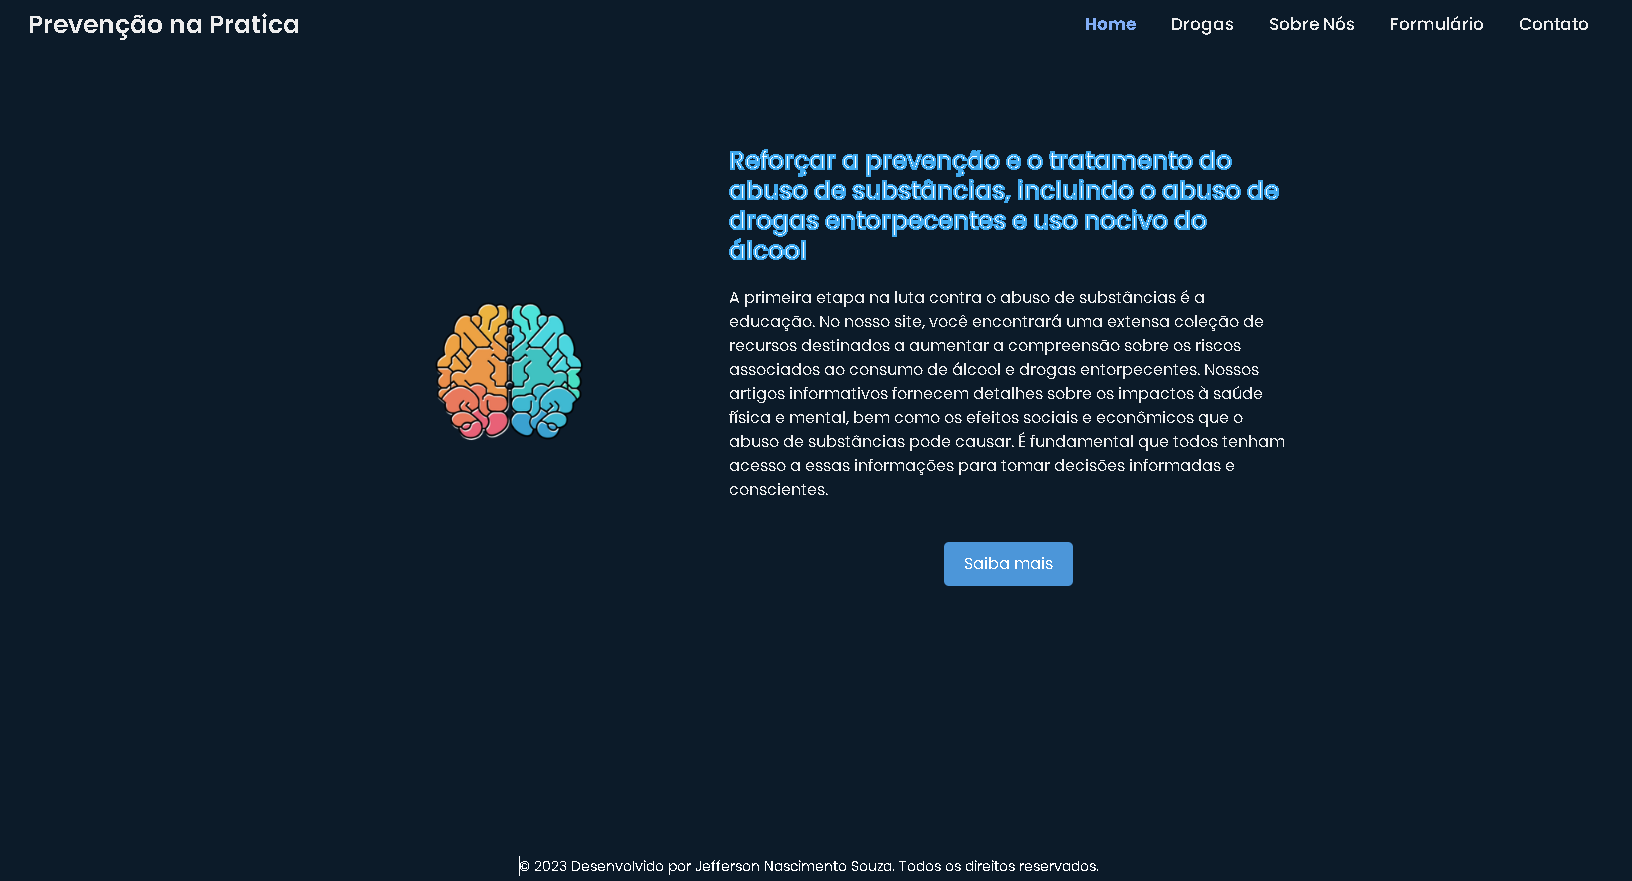 Prevenção na Pratica
Home Drogas Sobre Nós Formulário Contato
Reforçar a prevenção e o tratamento do
abuso de substâncias, incluindo o abuso de
drogas entorpecentes e uso nocivo do
álcool
A primeira etapa na luta contra o abuso de substâncias é a
educação. No nosso site, você encontrará uma extensa coleção de
recursos destinados a aumentar a compreensão sobre os riscos
associados ao consumo de álcool e drogas entorpecentes. Nossos
artigos informativos fornecem detalhes sobre os impactos à saúde
física e mental, bem como os efeitos sociais e econômicos que o
abuso de substâncias pode causar. É fundamental que todos tenham
acesso a essas informações para tomar decisões informadas e
conscientes.
Saiba mais
© 2023 Desenvolvido por Jefferson Nascimento Souza. Todos os direitos reservados.